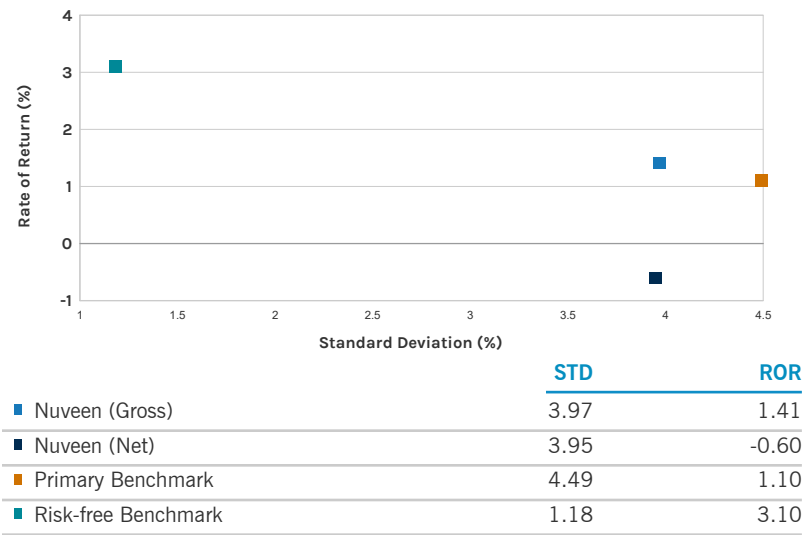 4
3
2
1
0
-1
Rate of Return (%)
1 1.5 2 2.5 3 3.5 4 4.5
Standard Deviation (%)
STD ROR
Nuveen (Gross) 3.97 1.41
Nuveen (Net) 3.95 -0.60
Primary Benchmark 4.49 1.10
Risk-free Benchmark 1.18 3.10